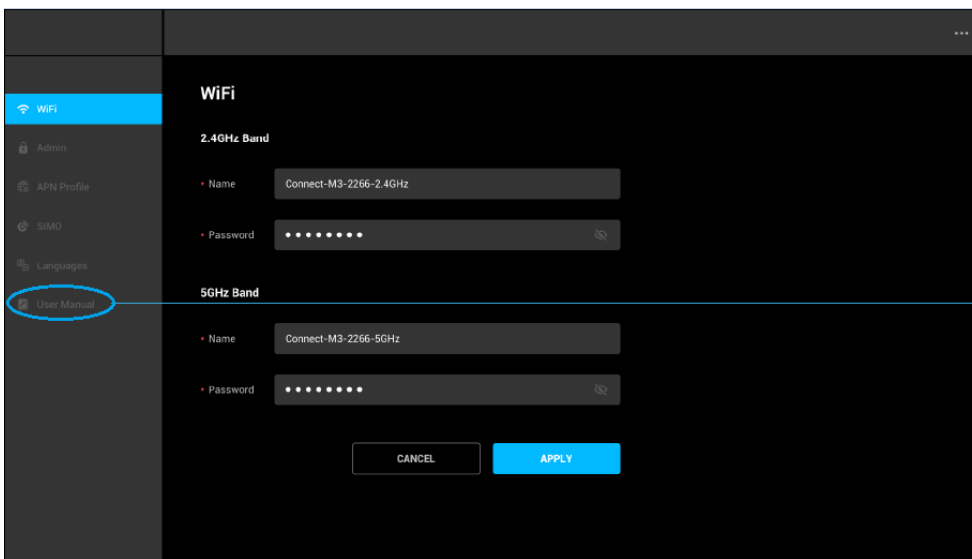 WiFi
Admin
APN Profile
SIMO
Languages
User Manual
WiFi
2.4GHz Band
• Name
Connect-M3-2266-2.4GHz
• Password
••••••••
5GHz Band
• Name
Connect-M3-2266-5GHz
• Password
••••••••
CANCEL
APPLY